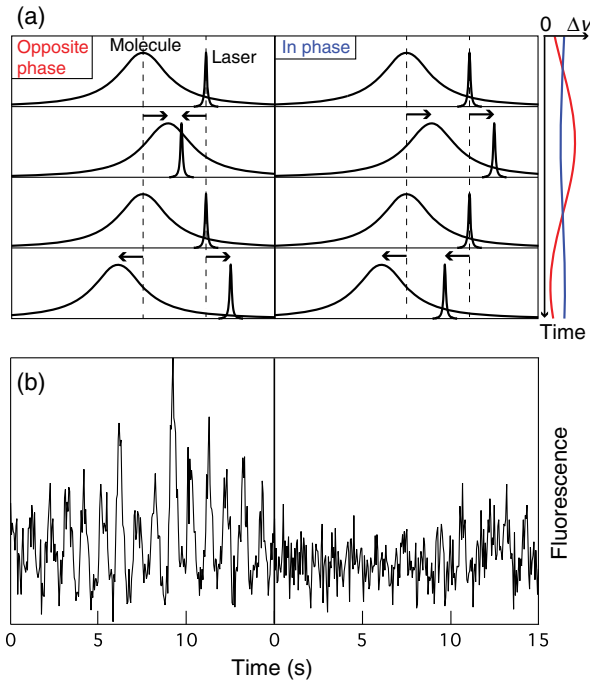 (a)
0 Δν
Opposite
phase
Molecule
Laser
In phase
Time
(b)
Fluorescence
0 5 10 0 5 10 15
Time (s)